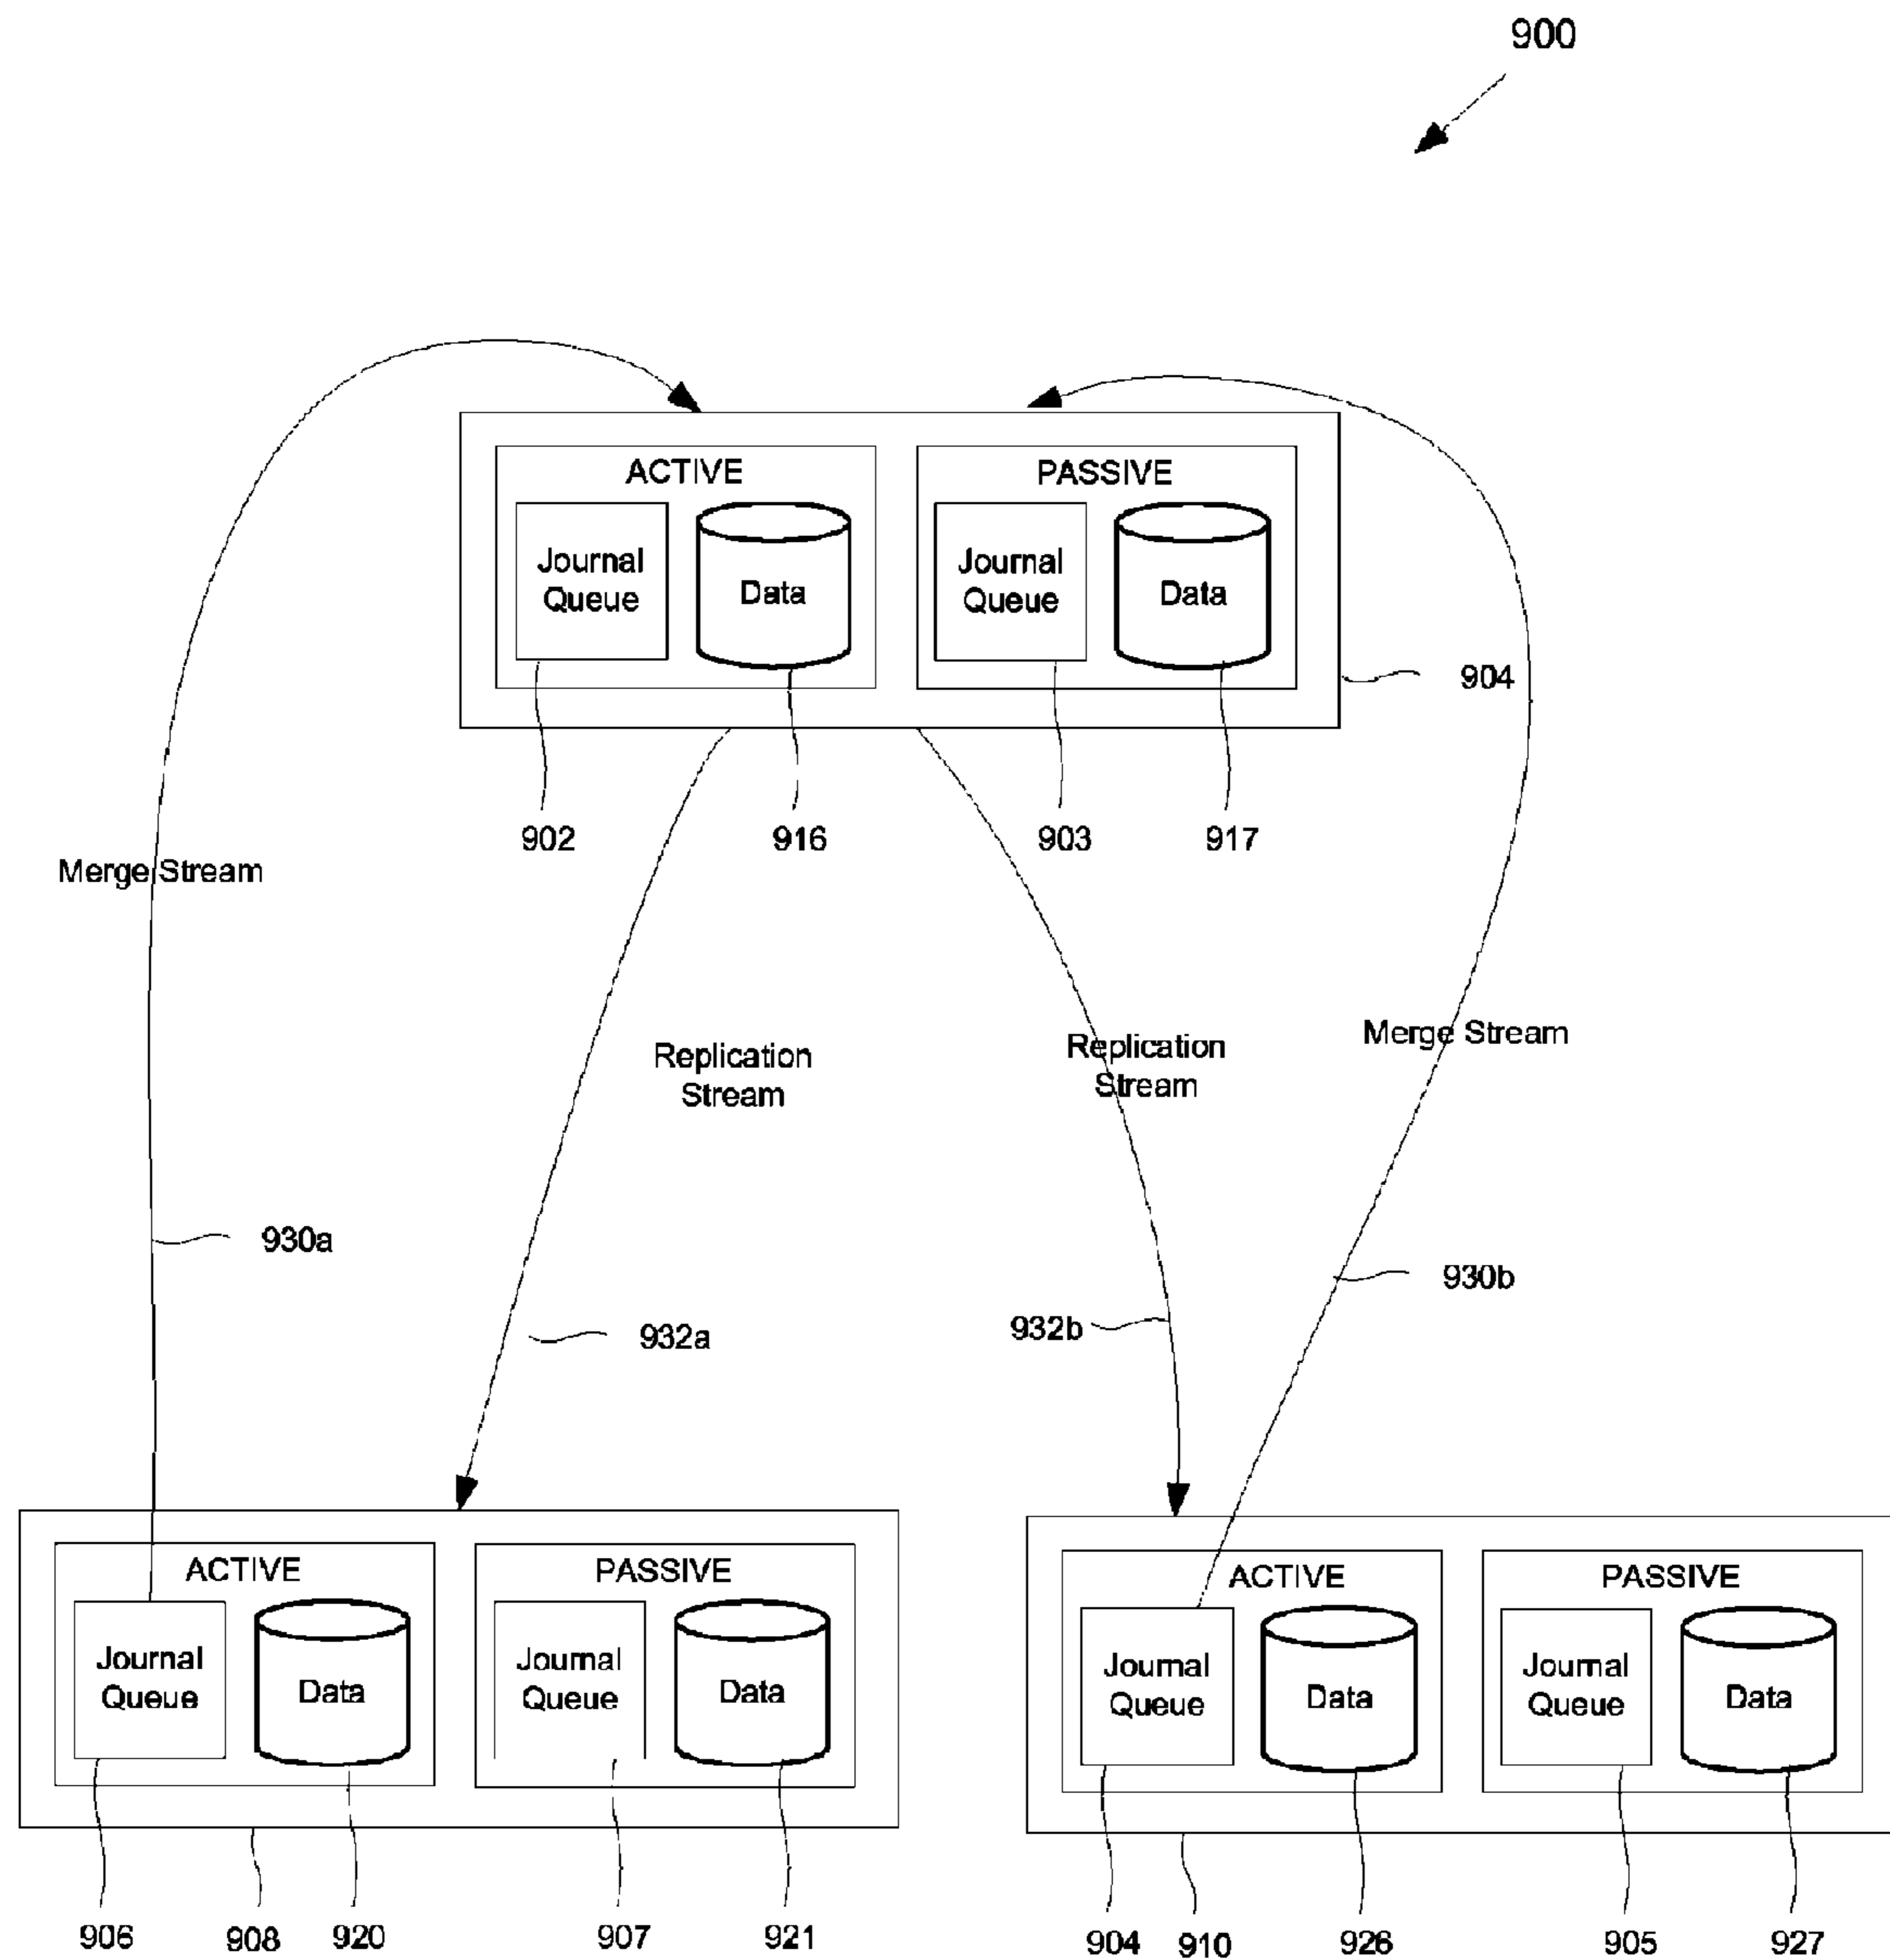 900
ACTIVE
PASSIVE
Journal
Queue
Data
Journal
Queue
Data
904
902
916
903
917
Merge Stream
Replication
Stream
Replication
Stream
Merge Stream
930a
930b
932a
932b
ACTIVE
PASSIVE
ACTIVE
PASSIVE
Journal
Queue
Data
Journal
Queue
Data
Journal
Queue
Data
Journal
Queue
Data
906
908
920
907
921
904
910
926
905
927